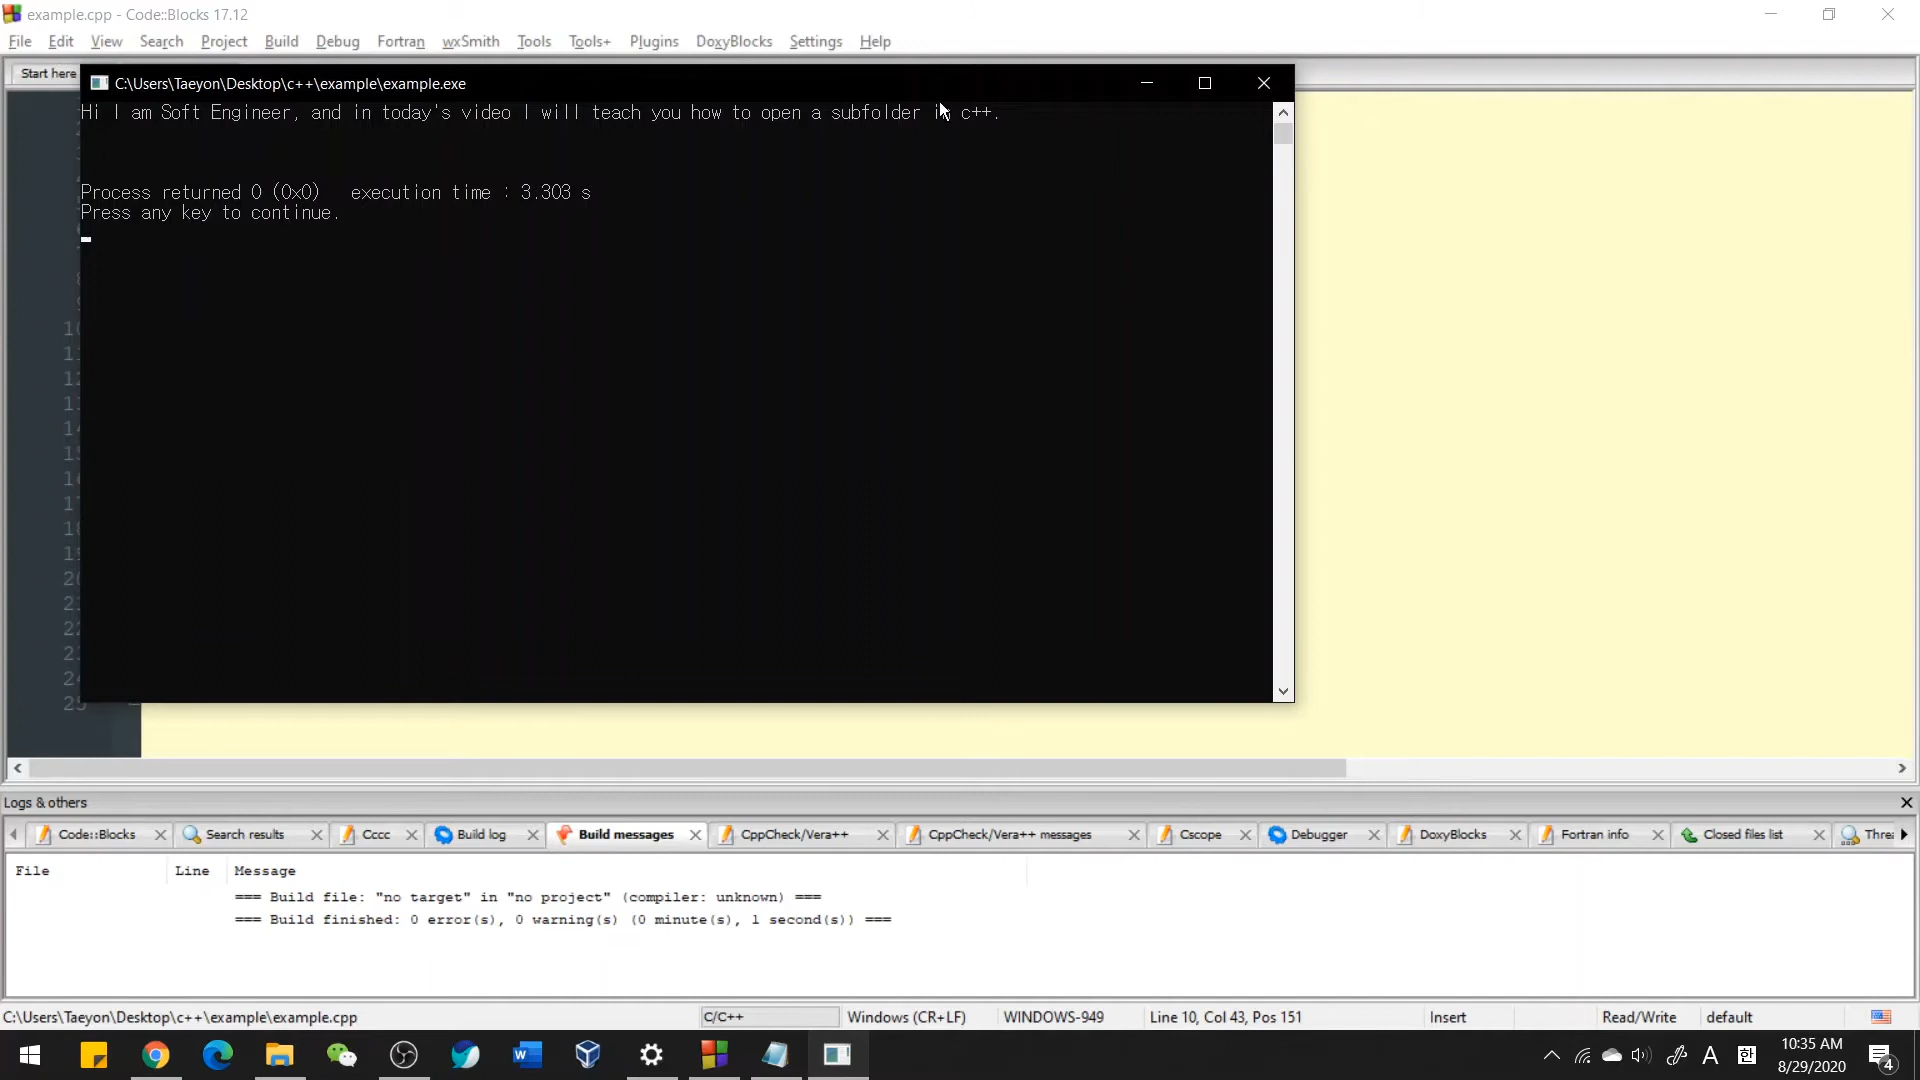 example.cpp - Code::Blocks 17.12
File Edit View Search Project Build Debug Fortran wxSmith Tools Tools+ Plugins DoxyBlocks Settings Help
Start here
C:\Users\Taeyon\Desktop\c++\example\example.exe
Hi I am Soft Engineer, and in today's video I will teach you how to open a subfolder in c++.
Process returned 0 (0x0)   execution time : 3.303 s
Press any key to continue.
Logs & others
Code::Blocks Search results Cccc Build log Build messages CppCheck/Vera++ CppCheck/Vera++ messages Cscope Debugger DoxyBlocks Fortran info Closed files list
File Line Message
=== Build file: "no target" in "no project" (compiler: unknown) ===
=== Build finished: 0 error(s), 0 warning(s) (0 minute(s), 1 second(s)) ===
C:\Users\Taeyon\Desktop\c++\example\example.cpp C/C++ Windows (CR+LF) WINDOWS-949 Line 10, Col 43, Pos 151 Insert Read/Write default
A 한 10:35 AM
8/29/2020 4